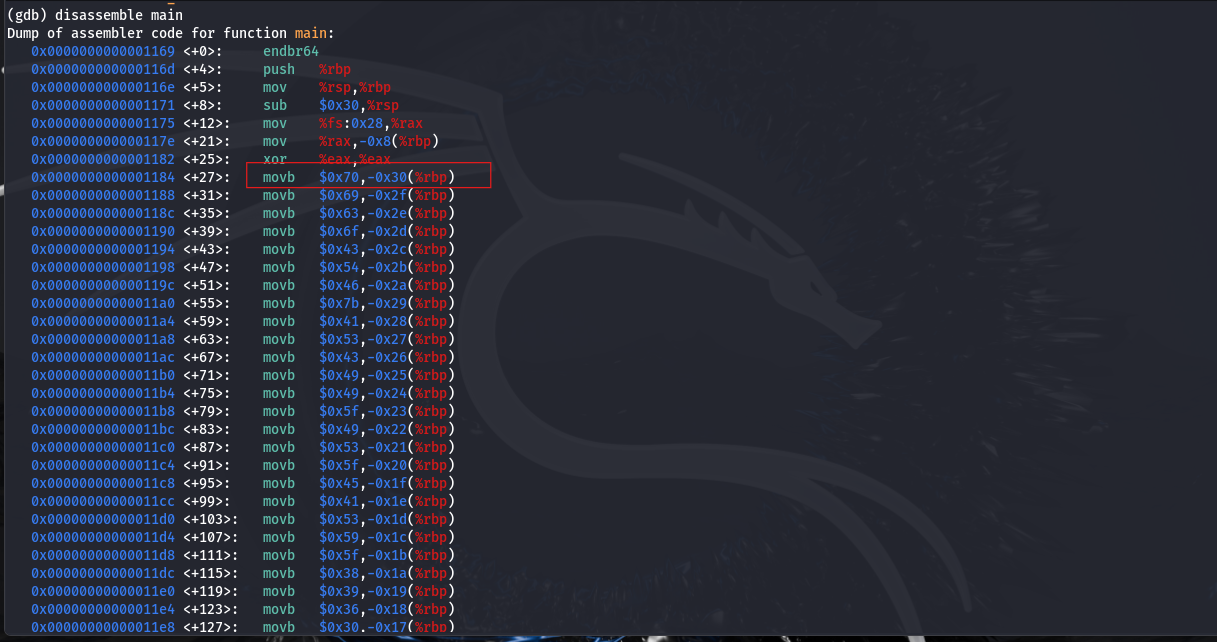 (gdb) disassemble main
Dump of assembler code for function main:
0x0000000000001169 <+0>: endbr64
0x000000000000116d <+4>: push %rbp
0x000000000000116e <+5>: mov %rsp,%rbp
0x0000000000001171 <+8>: sub $0x30,%rsp
0x0000000000001175 <+12>: mov %fs:0x28,%rax
0x000000000000117e <+21>: mov %rax,-0x8(%rbp)
0x0000000000001182 <+25>: xor %eax,%eax
0x0000000000001184 <+27>: movb $0x70,-0x30(%rbp)
0x0000000000001188 <+31>: movb $0x69,-0x2f(%rbp)
0x000000000000118c <+35>: movb $0x63,-0x2e(%rbp)
0x0000000000001190 <+39>: movb $0x6f,-0x2d(%rbp)
0x0000000000001194 <+43>: movb $0x43,-0x2c(%rbp)
0x0000000000001198 <+47>: movb $0x54,-0x2b(%rbp)
0x000000000000119c <+51>: movb $0x46,-0x2a(%rbp)
0x00000000000011a0 <+55>: movb $0x7b,-0x29(%rbp)
0x00000000000011a4 <+59>: movb $0x41,-0x28(%rbp)
0x00000000000011a8 <+63>: movb $0x53,-0x27(%rbp)
0x00000000000011ac <+67>: movb $0x43,-0x26(%rbp)
0x00000000000011b0 <+71>: movb $0x49,-0x25(%rbp)
0x00000000000011b4 <+75>: movb $0x49,-0x24(%rbp)
0x00000000000011b8 <+79>: movb $0x5f,-0x23(%rbp)
0x00000000000011bc <+83>: movb $0x49,-0x22(%rbp)
0x00000000000011c0 <+87>: movb $0x53,-0x21(%rbp)
0x00000000000011c4 <+91>: movb $0x5f,-0x20(%rbp)
0x00000000000011c8 <+95>: movb $0x45,-0x1f(%rbp)
0x00000000000011cc <+99>: movb $0x41,-0x1e(%rbp)
0x00000000000011d0 <+103>: movb $0x53,-0x1d(%rbp)
0x00000000000011d4 <+107>: movb $0x59,-0x1c(%rbp)
0x00000000000011d8 <+111>: movb $0x5f,-0x1b(%rbp)
0x00000000000011dc <+115>: movb $0x38,-0x1a(%rbp)
0x00000000000011e0 <+119>: movb $0x39,-0x19(%rbp)
0x00000000000011e4 <+123>: movb $0x36,-0x18(%rbp)
0x00000000000011e8 <+127>: movb $0x30,-0x17(%rbp)